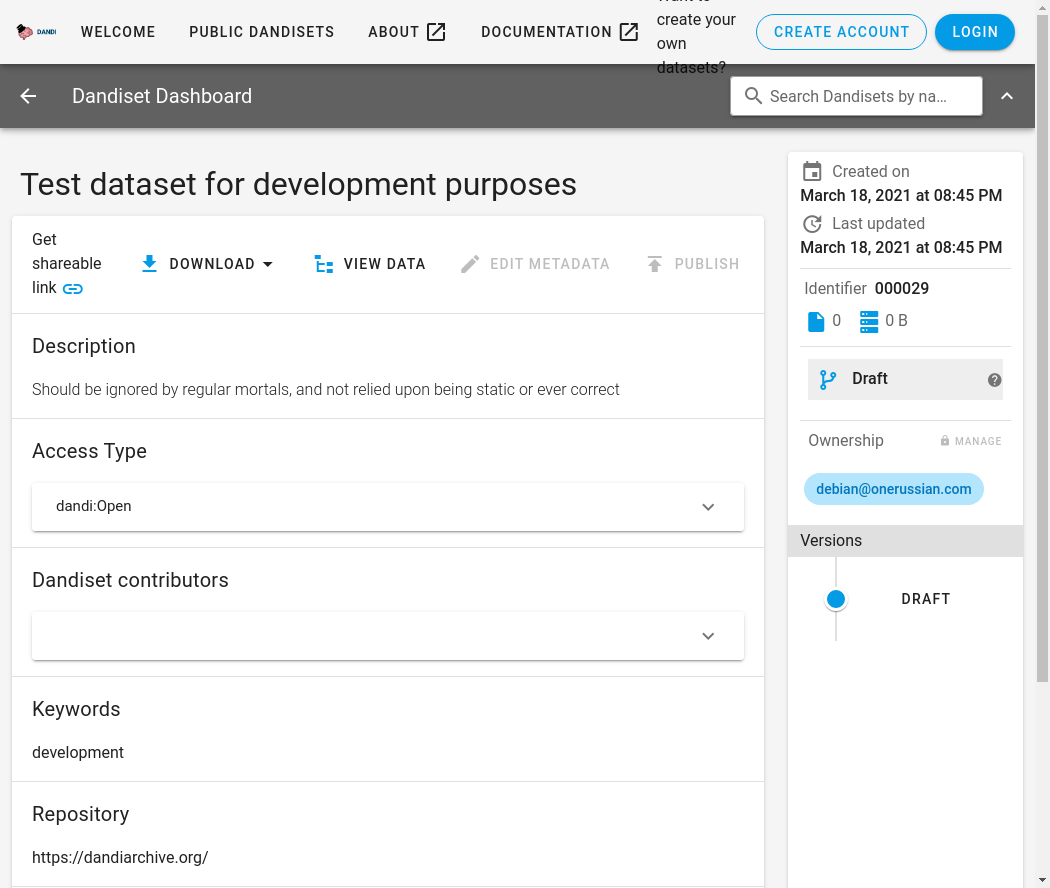 DANDI
WELCOME
PUBLIC DANDISETS
ABOUT
DOCUMENTATION
create your
own
datasets?
CREATE ACCOUNT
LOGIN
Dandiset Dashboard
Search Dandisets by na...
Test dataset for development purposes
Get
shareable
link
DOWNLOAD
VIEW DATA
EDIT METADATA
PUBLISH
Description
Should be ignored by regular mortals, and not relied upon being static or ever correct
Access Type
dandi:Open
Dandiset contributors
Keywords
development
Repository
https://dandiarchive.org/
Created on
March 18, 2021 at 08:45 PM
Last updated
March 18, 2021 at 08:45 PM
Identifier 000029
0
0 B
Draft
Ownership
MANAGE
debian@onerussian.com
Versions
DRAFT